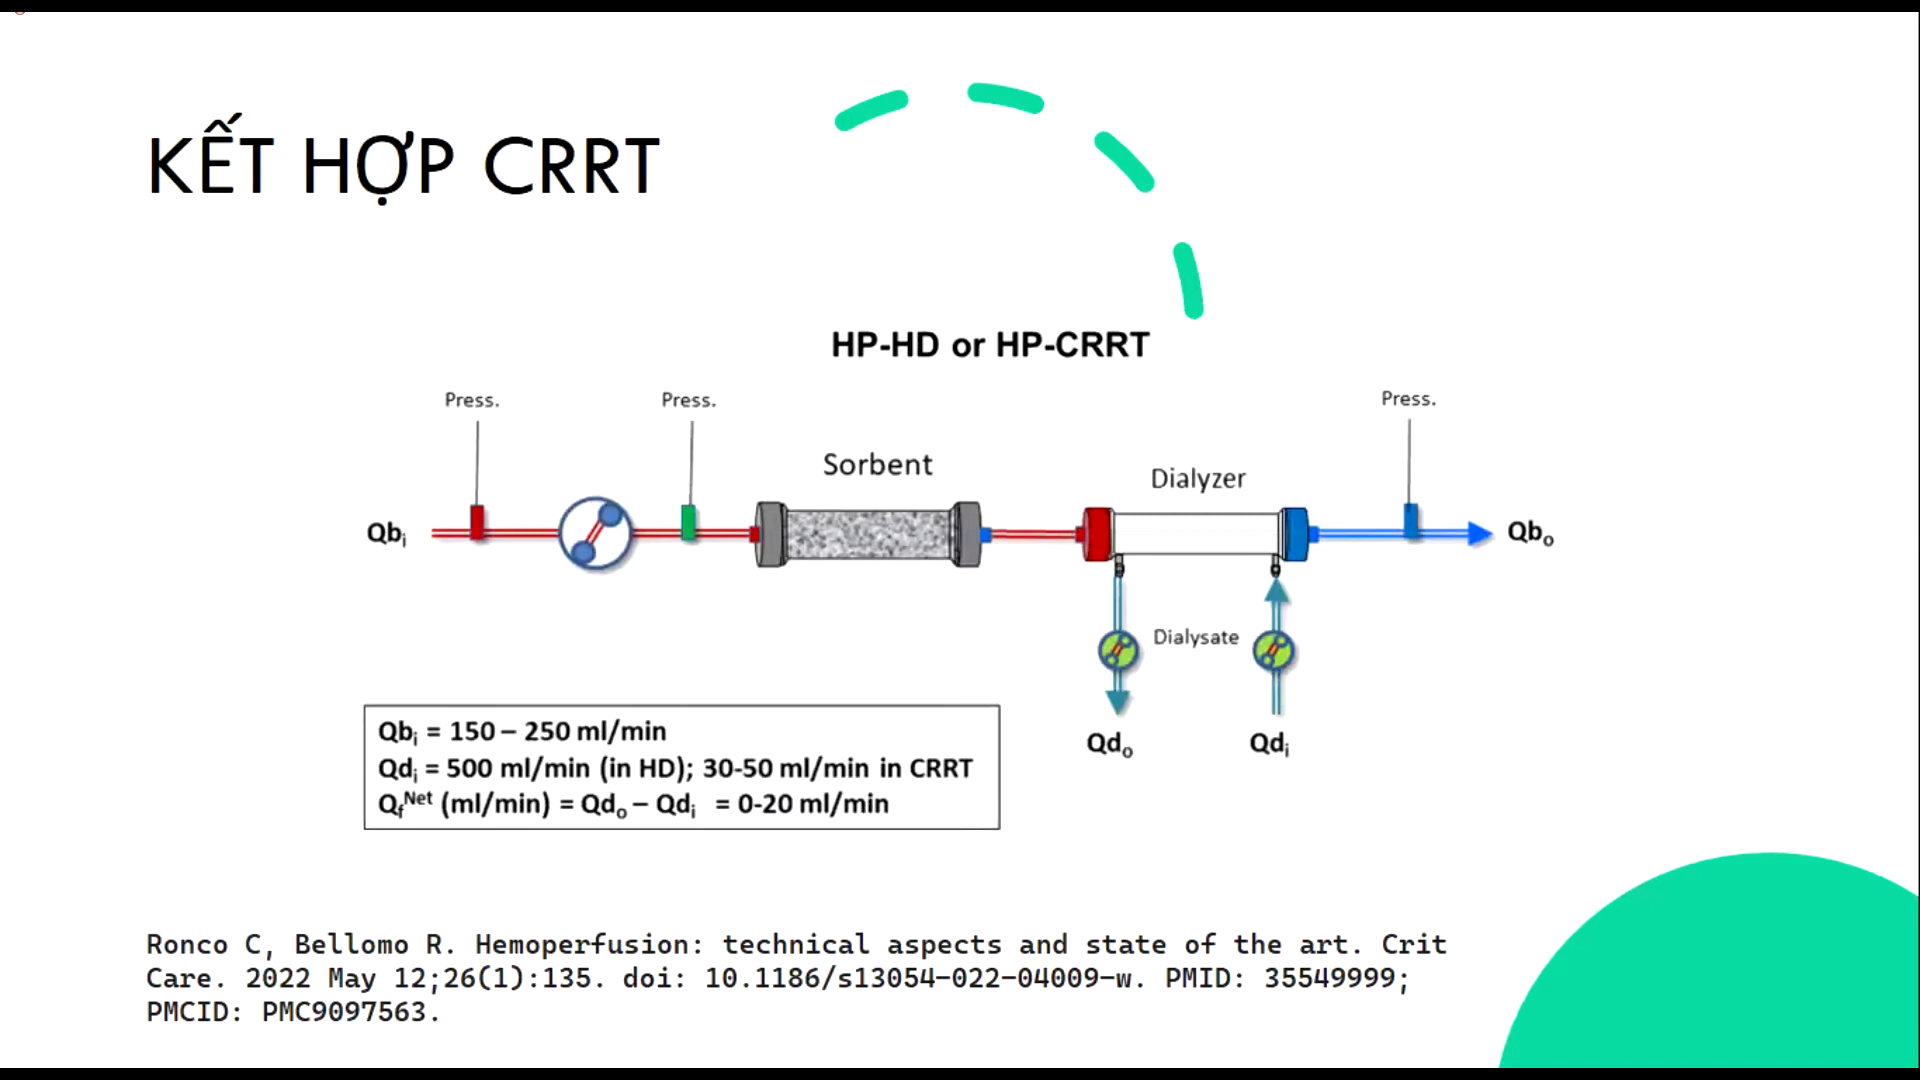 KẾT HỢP CRRT
HP-HD or HP-CRRT
Press.
Press.
Press.
Sorbent
Dialyzer
Qbi
Qbo
Dialysate
Qdo
Qdi
Qbi = 150 – 250 ml/min
Qdi = 500 ml/min (in HD); 30-50 ml/min in CRRT
QfNet (ml/min) = Qdo – Qdi = 0-20 ml/min
Ronco C, Bellomo R. Hemoperfusion: technical aspects and state of the art. Crit
Care. 2022 May 12;26(1):135. doi: 10.1186/s13054-022-04009-w. PMID: 35549999;
PMCID: PMC9097563.